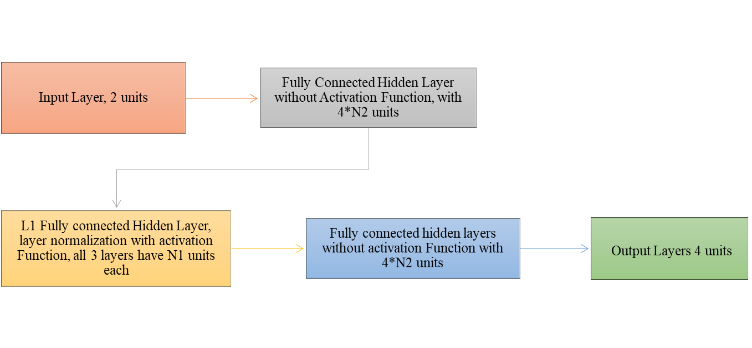 Input Layer, 2 units
Fully Connected Hidden Layer
without Activation Function, with
4*N2 units
L1 Fully connected Hidden Layer,
layer normalization with activation
Function, all 3 layers have N1 units
each
Fully connected hidden layers
without activation Function with
4*N2 units
Output Layers 4 units